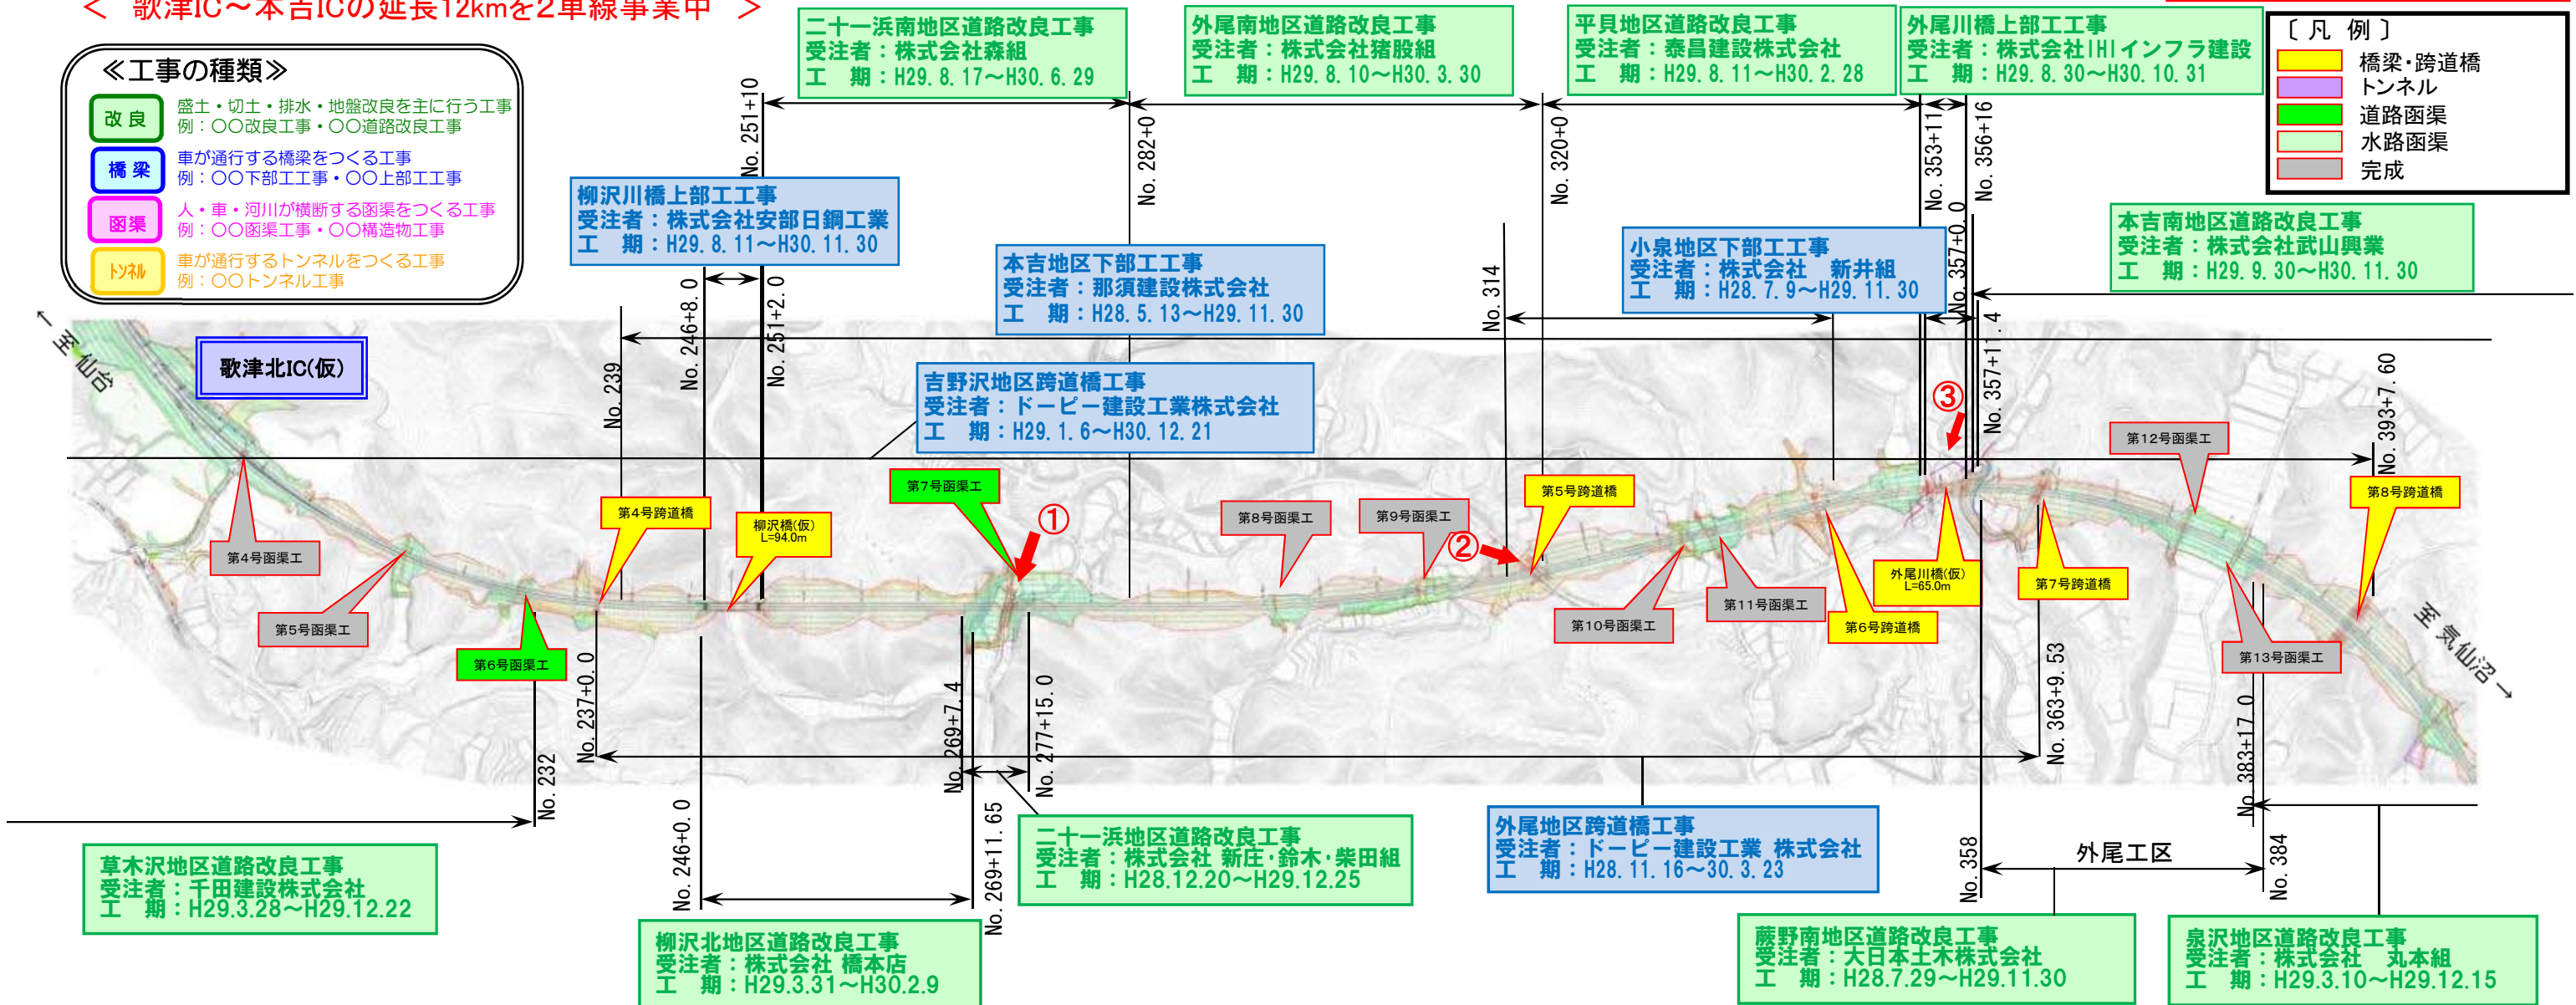 ＜ 歌津IC～本吉ICの延長12kmを2車線事業中 ＞
≪工事の種類≫
改良
盛土・切土・排水・地盤改良を主に行う工事
例：〇〇改良工事・〇〇道路改良工事
橋梁
車が通行する橋梁をつくる工事
例：〇〇下部工工事・〇〇上部工工事
函渠
人・車・河川が横断する函渠をつくる工事
例：〇〇函渠工事・〇〇構造物工事
トンネル
車が通行するトンネルをつくる工事
例：〇〇トンネル工事
二十一浜南地区道路改良工事
受注者：株式会社森組
工　期：H29.8.17～H30.6.29
外尾南地区道路改良工事
受注者：株式会社猪股組
工　期：H29.8.10～H30.3.30
平貝地区道路改良工事
受注者：泰昌建設株式会社
工　期：H29.8.11～H30.2.28
外尾川橋上部工工事
受注者：株式会社IHIインフラ建設
工　期：H29.8.30～H30.10.31
〔 凡 例 〕
橋梁・跨道橋
トンネル
道路函渠
水路函渠
完成
No.251+10
No.282+0
No.320+0
No.353+11
No.356+16
柳沢川橋上部工工事
受注者：株式会社安部日鋼工業
工　期：H29.8.11～H30.11.30
本吉地区下部工工事
受注者：那須建設株式会社
工　期：H28.5.13～H29.11.30
小泉地区下部工工事
受注者：株式会社　新井組
工　期：H28.7.9～H29.11.30
本吉南地区道路改良工事
受注者：株式会社武山興業
工　期：H29.9.30～H30.11.30
No.357+0.0
No.314
No.246+8.0
No.251+2.0
No.239
No.357+11.4
No.393+7.60
←至 仙台
歌津北IC(仮)
吉野沢地区跨道橋工事
受注者：ドーピー建設工業株式会社
工　期：H29.1.6～H30.12.21
③
①
②
第4号函渠工
第5号函渠工
第6号函渠工
第4号跨道橋
柳沢橋(仮)
L=94.0m
第7号函渠工
第8号函渠工
第9号函渠工
第5号跨道橋
第10号函渠工
第11号函渠工
第6号跨道橋
外尾川橋(仮)
L=65.0m
第7号跨道橋
第12号函渠工
第13号函渠工
第8号跨道橋
至 気仙沼→
No.232
No.237+0.0
No.246+0.0
No.269+7.4
No.269+11.65
No.277+15.0
No.363+9.53
No.358
外尾工区
No.383+17.0
No.384
草木沢地区道路改良工事
受注者：千田建設株式会社
工　期：H29.3.28～H29.12.22
柳沢北地区道路改良工事
受注者：株式会社 橋本店
工　期：H29.3.31～H30.2.9
二十一浜地区道路改良工事
受注者：株式会社 新庄・鈴木・柴田組
工　期：H28.12.20～H29.12.25
外尾地区跨道橋工事
受注者：ドーピー建設工業 株式会社
工　期：H28.11.16～30.3.23
蕨野南地区道路改良工事
受注者：大日本土木株式会社
工　期：H28.7.29～H29.11.30
泉沢地区道路改良工事
受注者：株式会社　丸本組
工　期：H29.3.10～H29.12.15